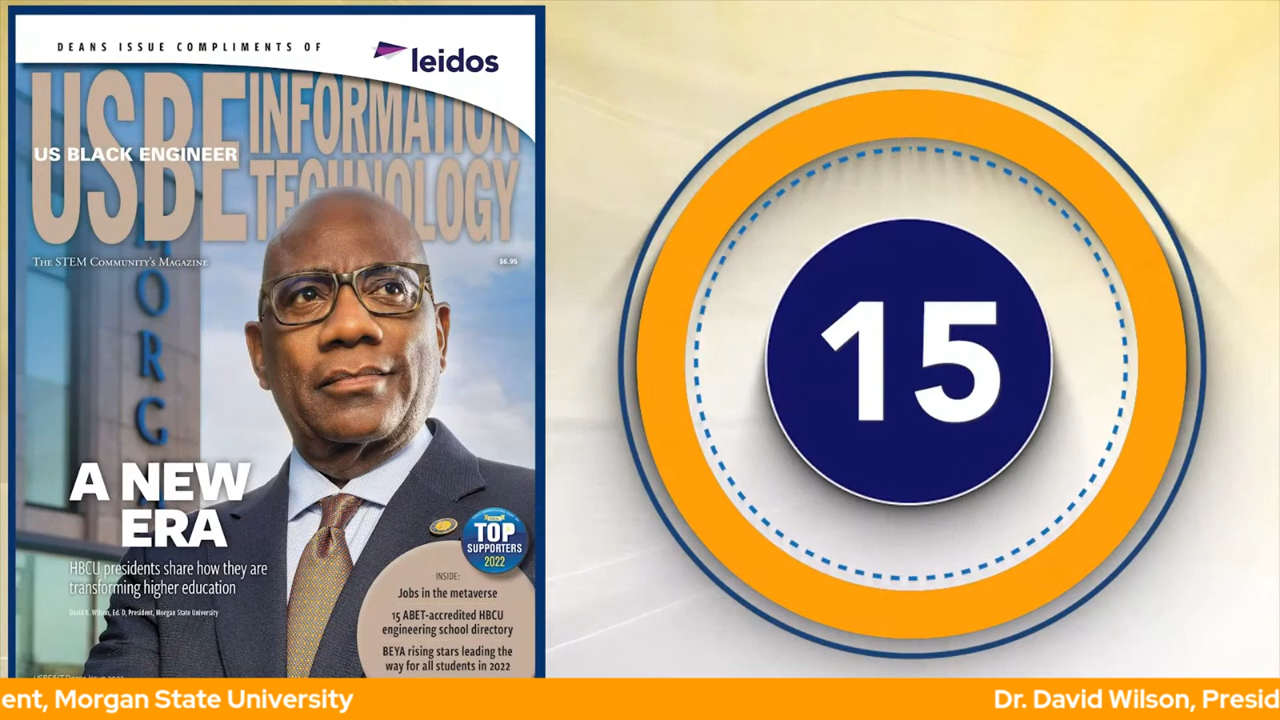 DEANS ISSUE COMPLIMENTS OF
leidos
USBE INFORMATION
TECHNOLOGY
US BLACK ENGINEER
THE STEM COMMUNITY'S MAGAZINE
$6.95
MORG
A NEW
ERA
HBCU presidents share how they are
transforming higher education
David K. Wilson, Ed. D, President, Morgan State University
TOP
SUPPORTERS
2022
INSIDE:
Jobs in the metaverse
15 ABET-accredited HBCU
engineering school directory
BEYA rising stars leading the
way for all students in 2022
15
ent, Morgan State University
Dr. David Wilson, Presid